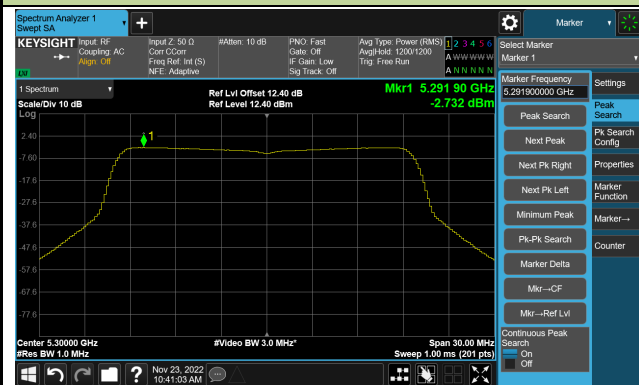 Spectrum Analyzer 1
Swept SA
Marker
KEYSIGHT
Input: RF
Coupling: AC
Align: Off
Input Z: 50 Ω
Corr CCorr
Freq Ref: Int (S)
NFE: Adaptive
#Atten: 10 dB
PNO: Fast
Gate: Off
IF Gain: Low
Sig Track: Off
Avg Type: Power (RMS)
Avg|Hold: 1200/1200
Trig: Free Run
1 2 3 4 5 6
A W W W W W
A N N N N N
LXI
Select Marker
Marker 1
1 Spectrum
Scale/Div 10 dB
Log
Ref Lvl Offset 12.40 dB
Ref Level 12.40 dBm
Mkr1 5.291 90 GHz
-2.732 dBm
1
2.40
-7.60
-17.6
-27.6
-37.6
-47.6
-57.6
-67.6
-77.6
Center 5.30000 GHz
#Res BW 1.0 MHz
#Video BW 3.0 MHz*
Span 30.00 MHz
Sweep 1.00 ms (201 pts)
Marker Frequency
5.291900000 GHz
Peak Search
Next Peak
Next Pk Right
Next Pk Left
Minimum Peak
Pk-Pk Search
Marker Delta
Mkr→CF
Mkr→Ref Lvl
Continuous Peak
Search
On
Off
Settings
Peak
Search
Pk Search
Config
Properties
Marker
Function
Marker→
Counter
?
Nov 23, 2022
10:41:03 AM